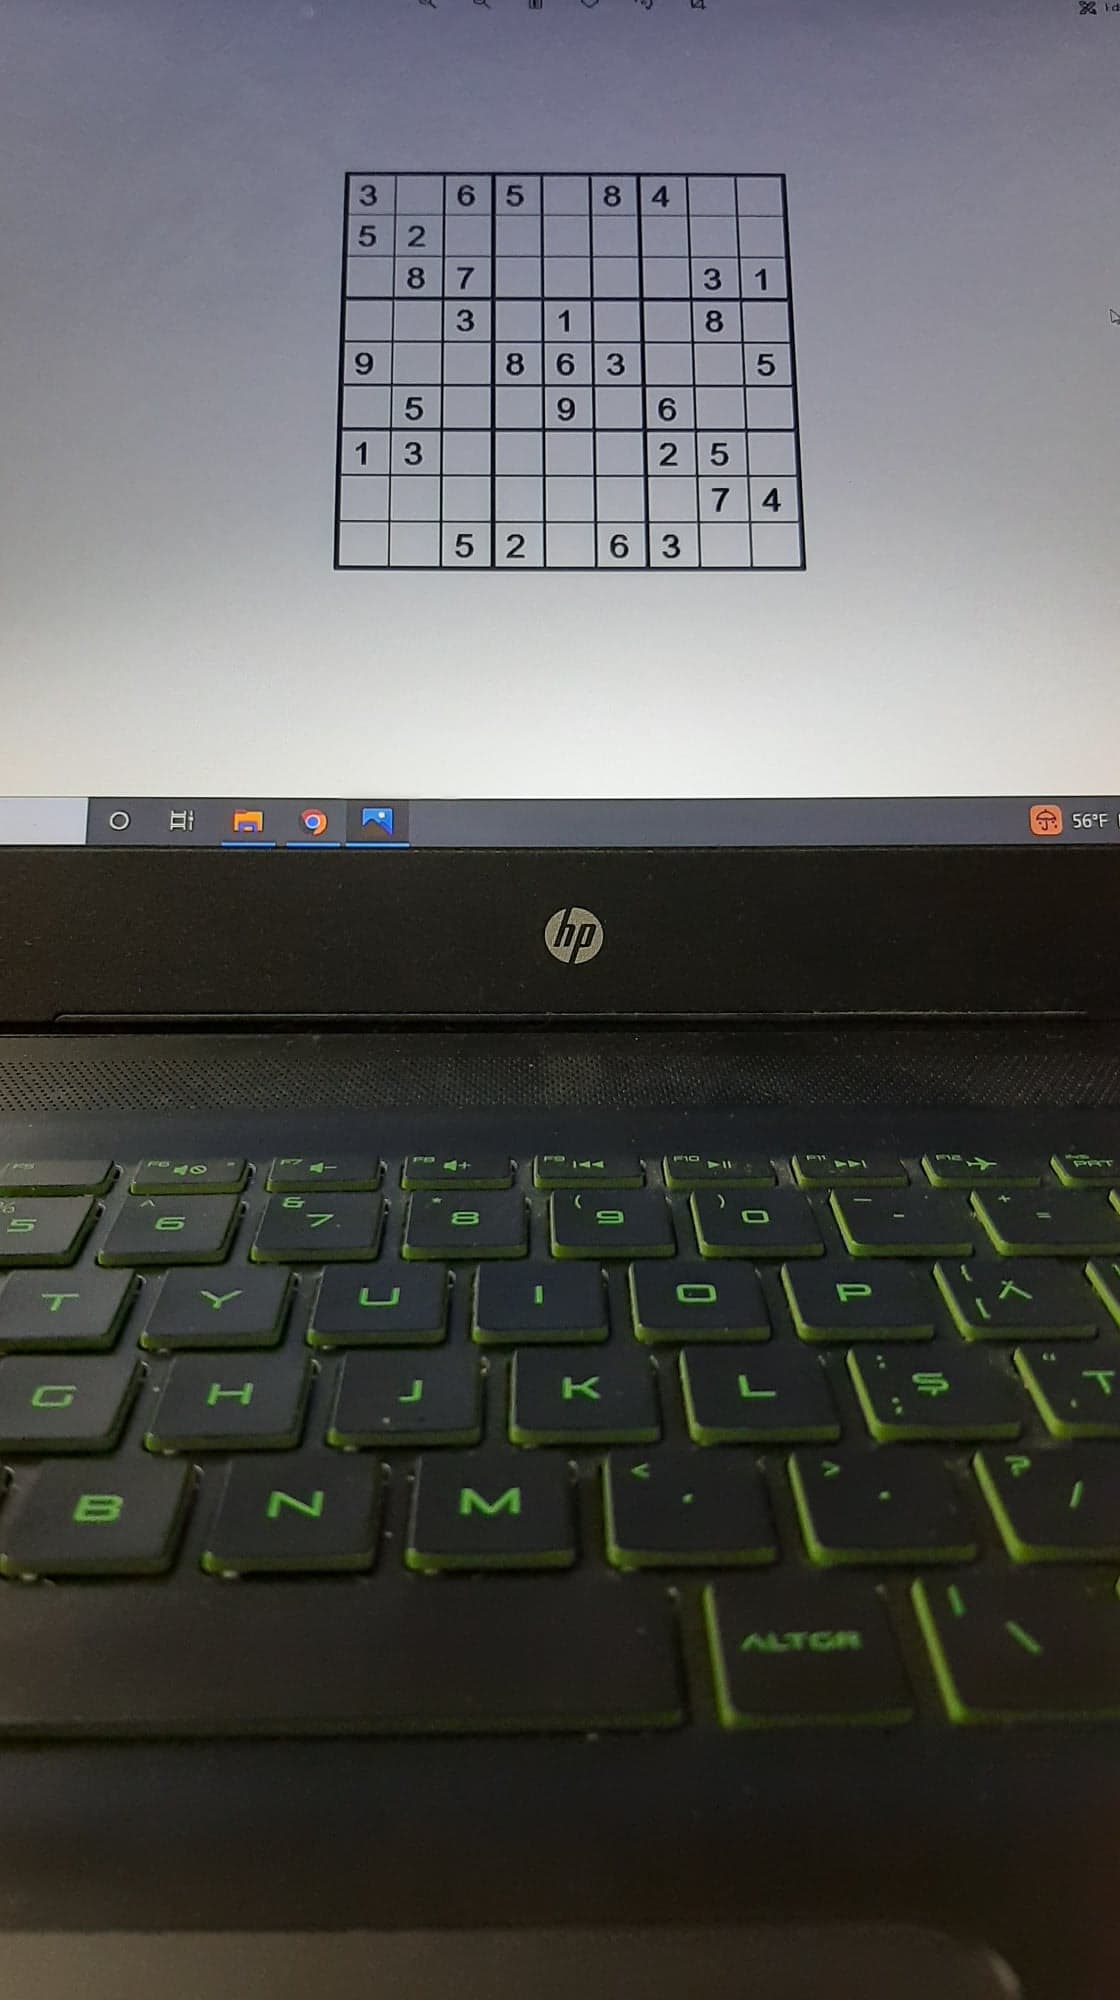 3 6 5 8 4
5 2
8 7 3 1
3 1 8
9 8 6 3 5
5 9 6
1 3 2 5
7 4
5 2 6 3
56°F
hp
F6 F7 F8 F9 F10 F11 F12
5 ^ 6 & 7 * 8 ( 9 ) 0 _ - + =
T Y U I O P { [ ^
G H J K L : ; Ş “ T
B N M < , > . ? /
ALTGR | \